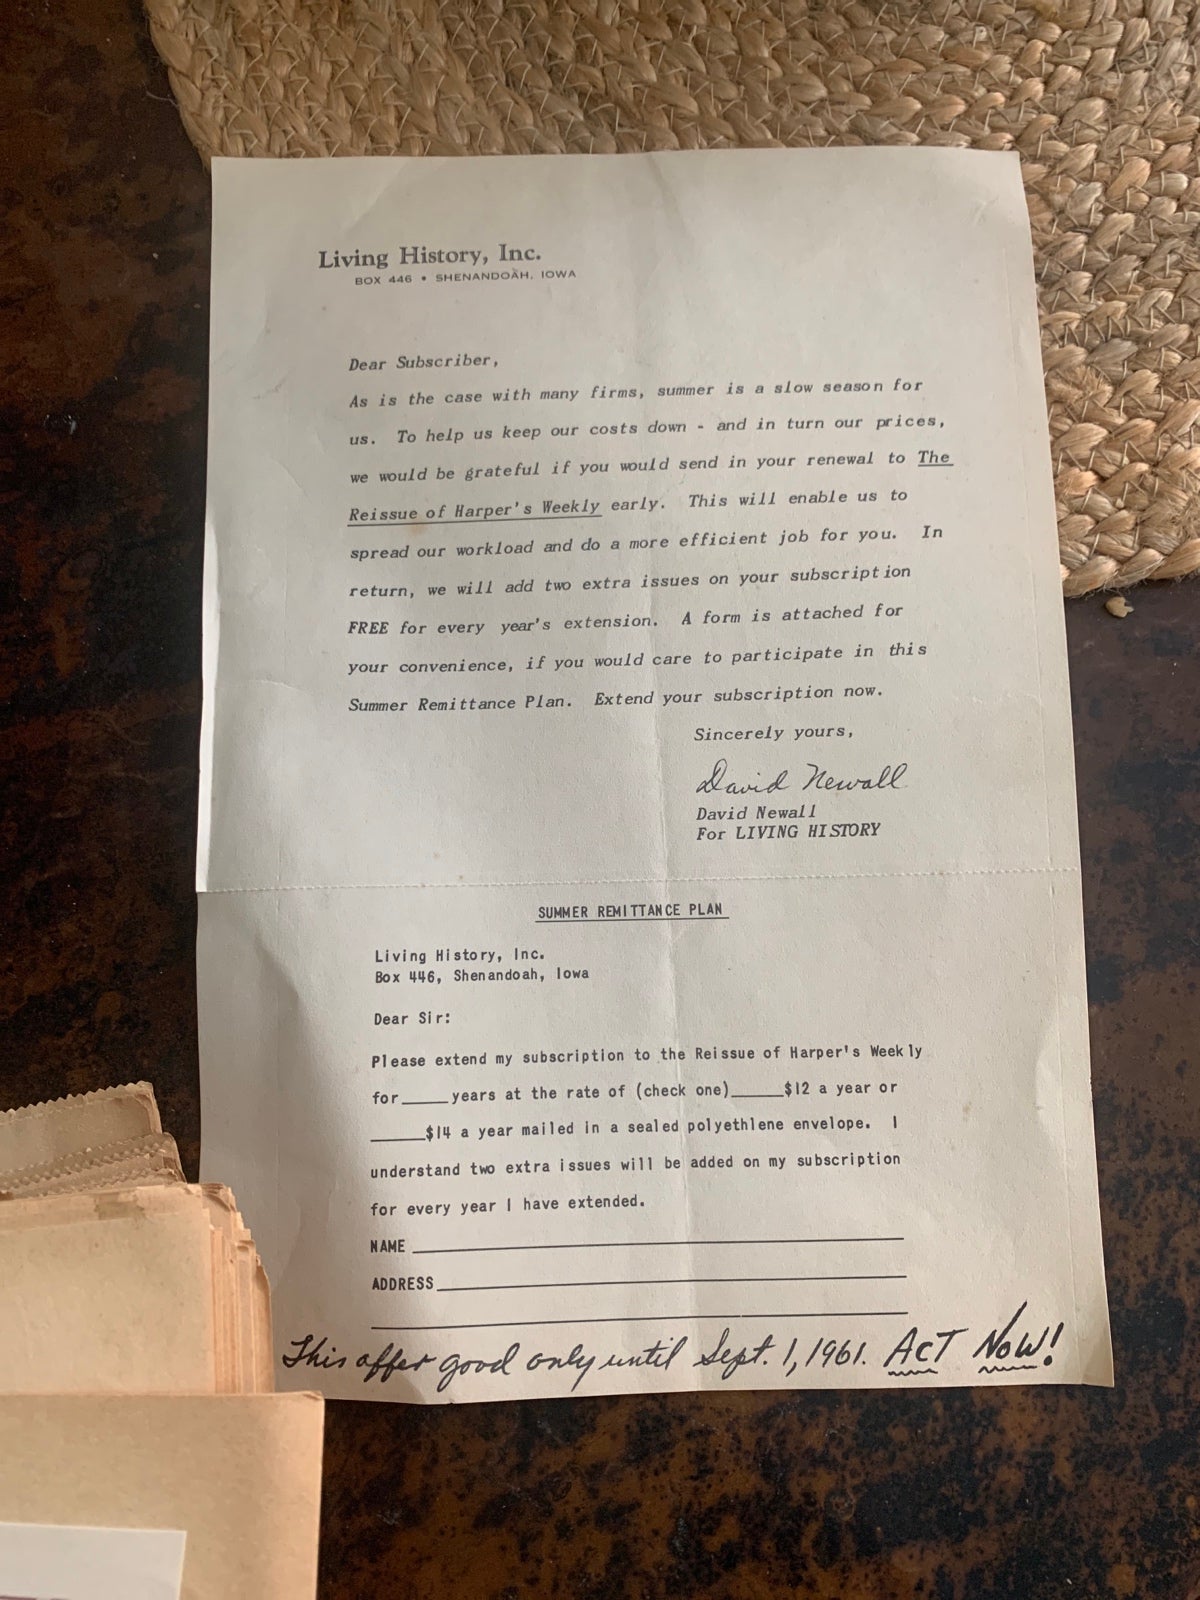 Living History, Inc.
BOX 446 • SHENANDOAH, IOWA
Dear Subscriber,
As is the case with many firms, summer is a slow season for
us. To help us keep our costs down - and in turn our prices,
we would be grateful if you would send in your renewal to The
Reissue of Harper's Weekly early. This will enable us to
spread our workload and do a more efficient job for you. In
return, we will add two extra issues on your subscription
FREE for every year's extension. A form is attached for
your convenience, if you would care to participate in this
Summer Remittance Plan. Extend your subscription now.
Sincerely yours,
David Newall
David Newall
For LIVING HISTORY
SUMMER REMITTANCE PLAN
Living History, Inc.
Box 446, Shenandoah, Iowa
Dear Sir:
Please extend my subscription to the Reissue of Harper's Weekly
for_____years at the rate of (check one)______$12 a year or
______$14 a year mailed in a sealed polyethlene envelope. I
understand two extra issues will be added on my subscription
for every year I have extended.
NAME
ADDRESS
This offer good only until Sept. 1, 1961. ACT NOW!